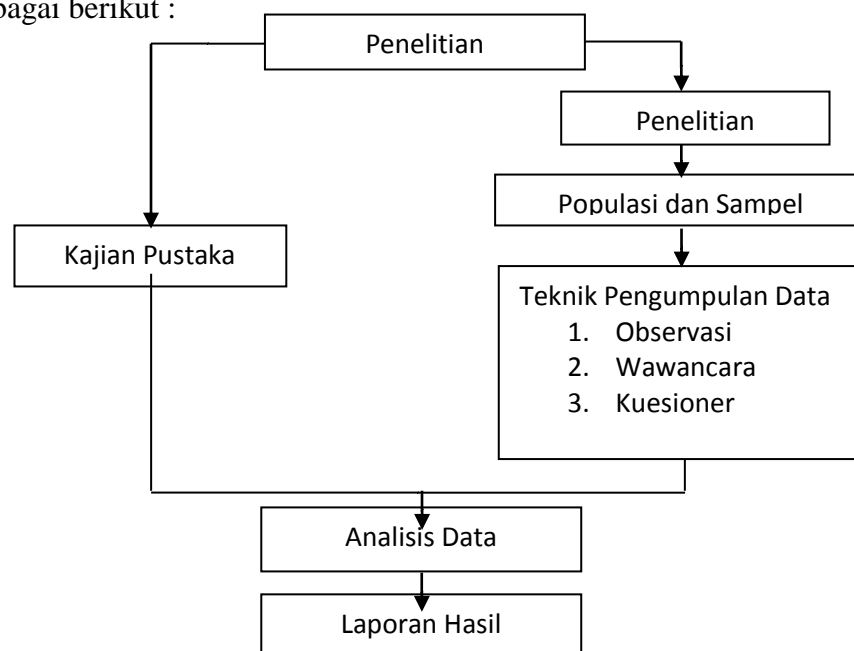 bagai berikut :
Penelitian
Penelitian
Populasi dan Sampel
Kajian Pustaka
Teknik Pengumpulan Data
1. Observasi
2. Wawancara
3. Kuesioner
Analisis Data
Laporan Hasil